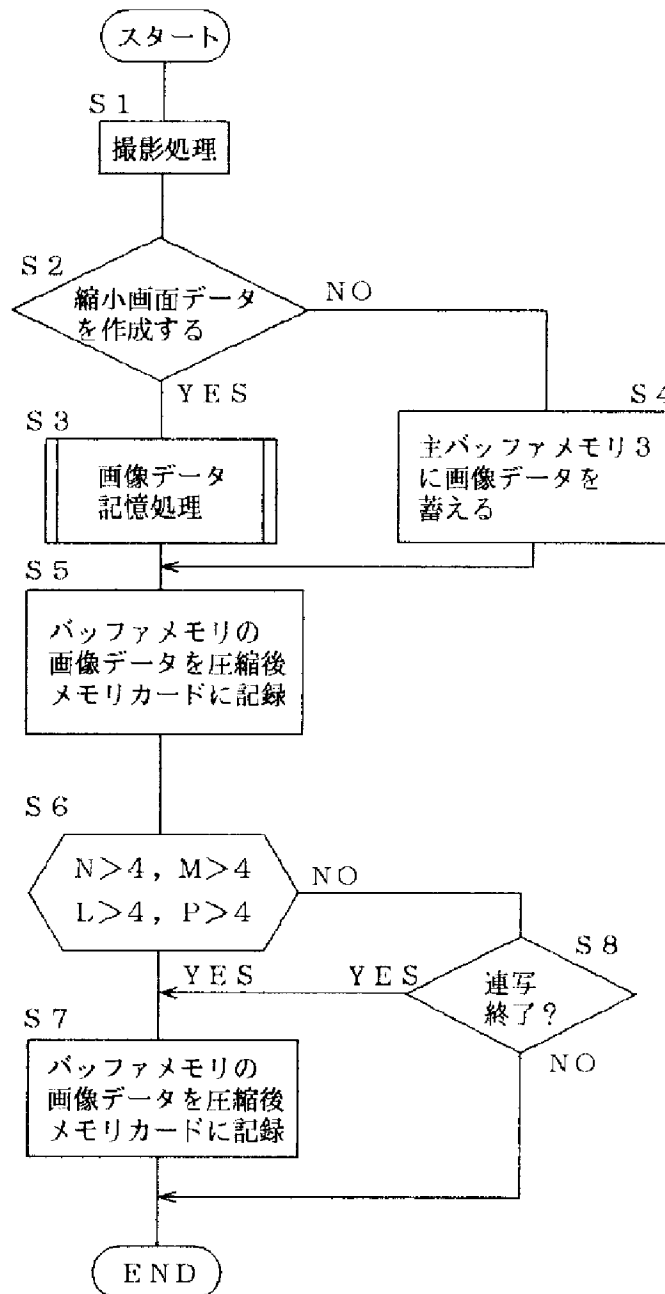 スタート
S1
撮影処理
S2
縮小画面データ
を作成する
NO
YES
S3
画像データ
記憶処理
S4
主バッファメモリ3
に画像データを
蓄える
S5
バッファメモリの
画像データを圧縮後
メモリカードに記録
S6
N>4, M>4
L>4, P>4
NO
YES
S8
連写
終了?
YES
NO
S7
バッファメモリの
画像データを圧縮後
メモリカードに記録
END